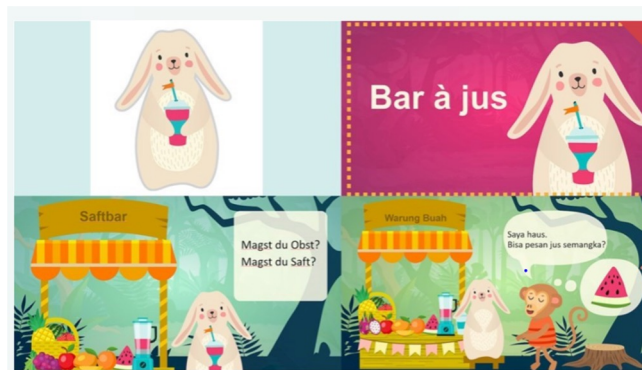 Bar à jus
Saftbar
Magst du Obst?
Magst du Saft?
Warung Buah
Saya haus.
Bisa pesan jus semangka?